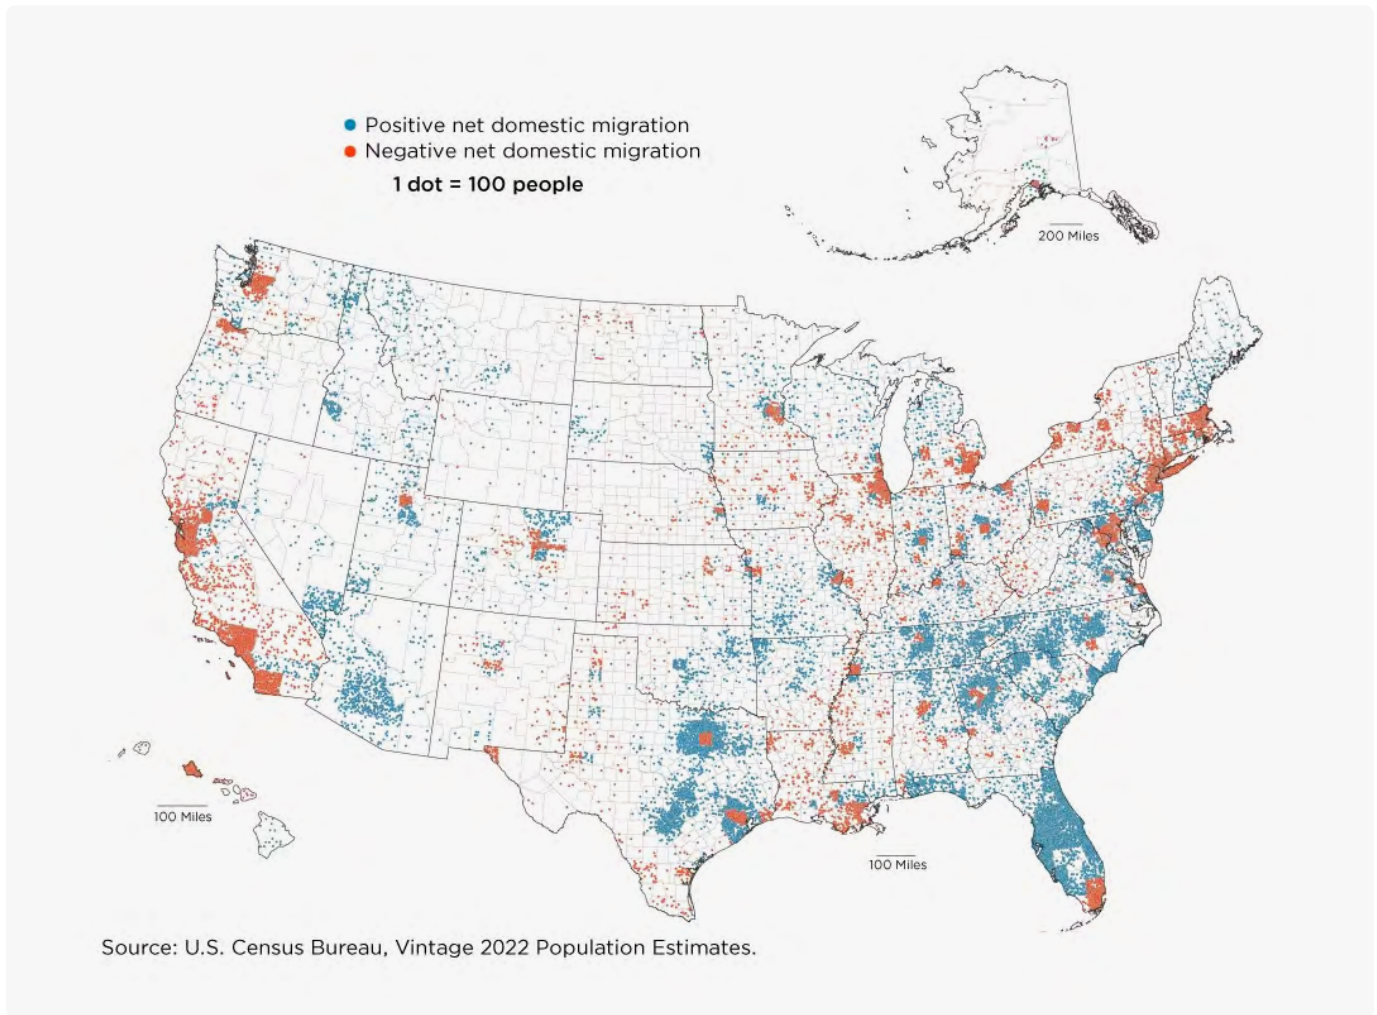 Positive net domestic migration
Negative net domestic migration
1 dot = 100 people
200 Miles
100 Miles
100 Miles
Source: U.S. Census Bureau, Vintage 2022 Population Estimates.